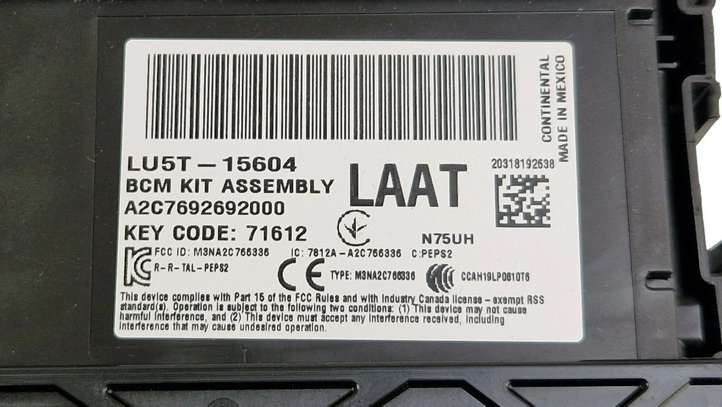 CONTINENTAL
MADE IN MEXICO
LU5T-15604
BCM KIT ASSEMBLY
LAAT
A2C7692692000
KEY CODE: 71612
20318192638
N75UH
FCC ID: M3NA2C766336 IC: 7812A-A2C766336 C:PEPS2
R-R-TAL-PEPS2
CE
TYPE: M3NA2C766336
CCC
CCAH19LP0610T6
This device complies with Part 15 of the FCC Rules and with Industry Canada license - exempt RSS
standard(s). Operation is subject to the following two conditions: (1) This device may not cause
harmful interference, and (2) This device must accept any interference received, including
interference that may cause undesired operation.